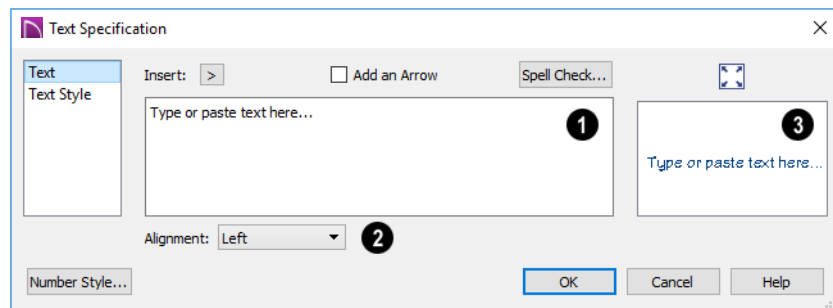 Text Specification
Text
Text Style
Insert: >
Add an Arrow
Spell Check...
Type or paste text here...
1
3
Type or paste text here...
Alignment: Left
2
Number Style...
OK
Cancel
Help